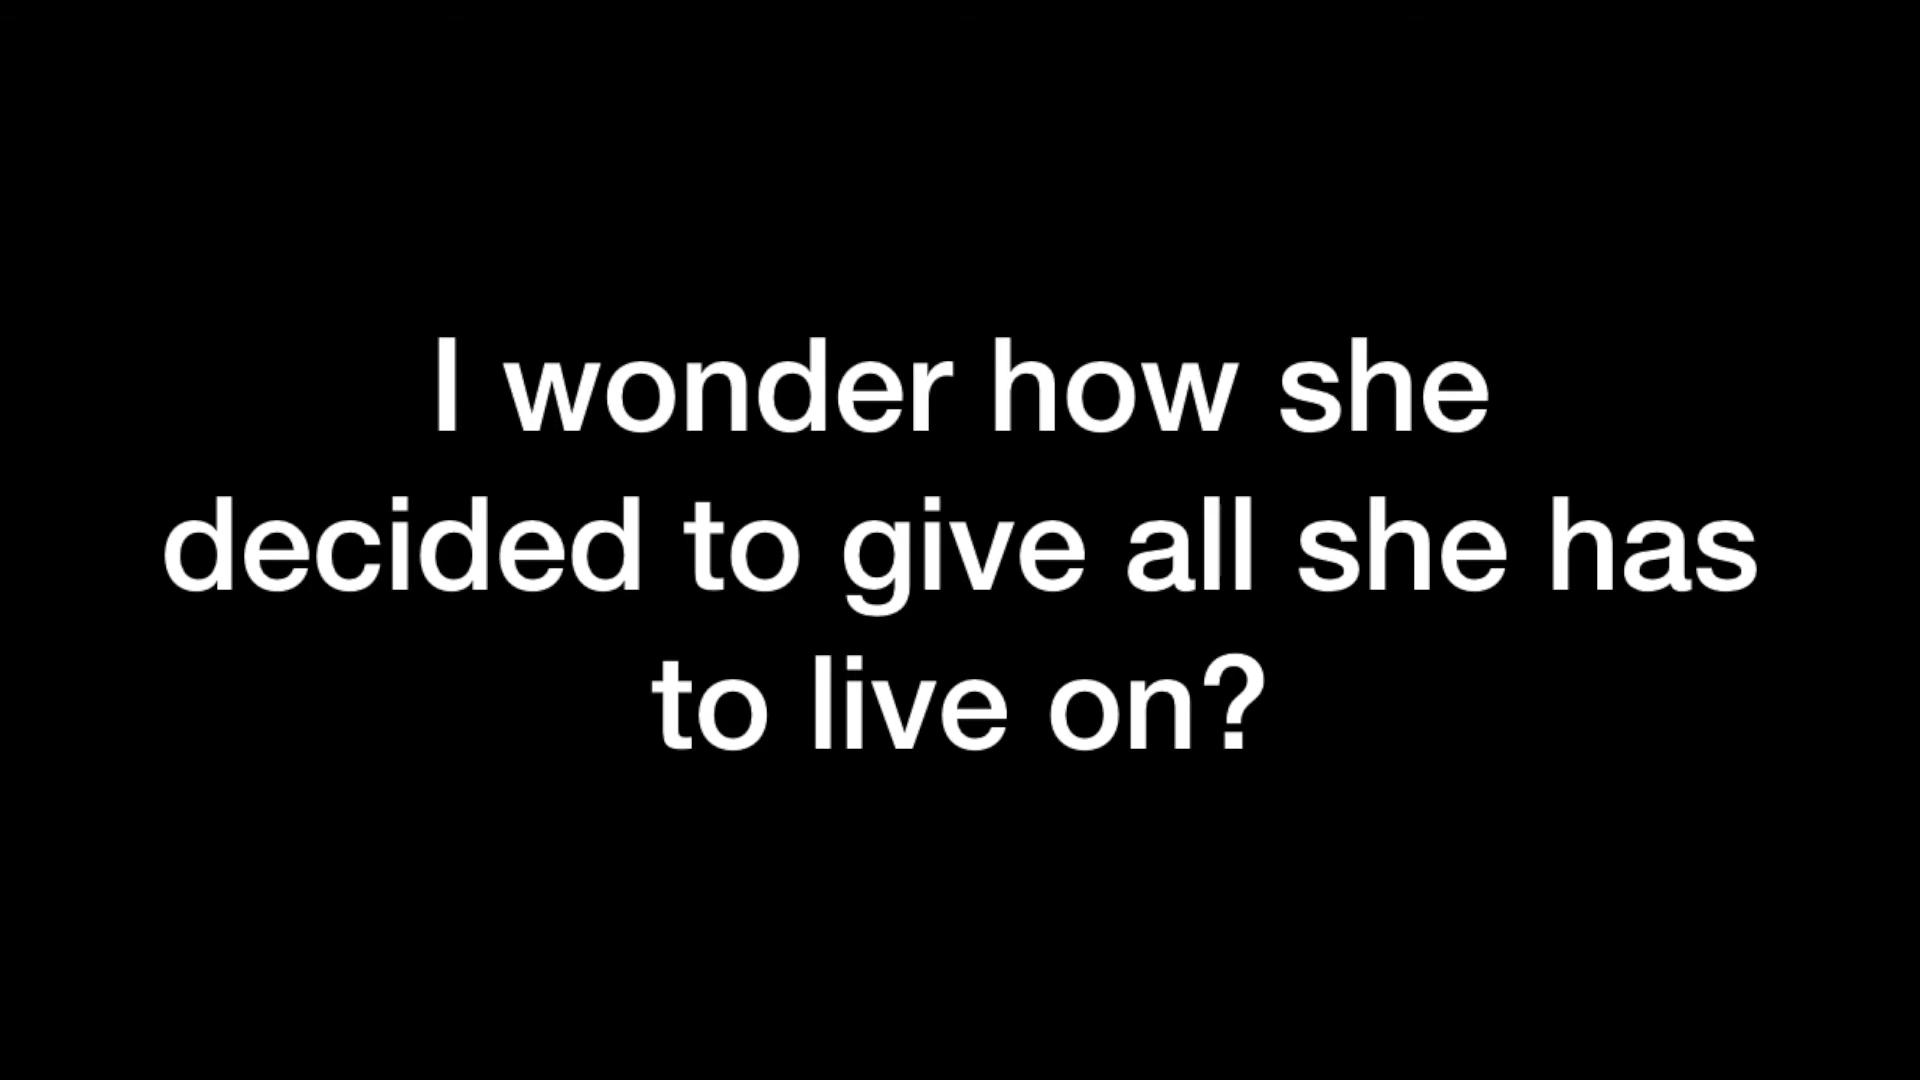 I wonder how she
decided to give all she has
to live on?